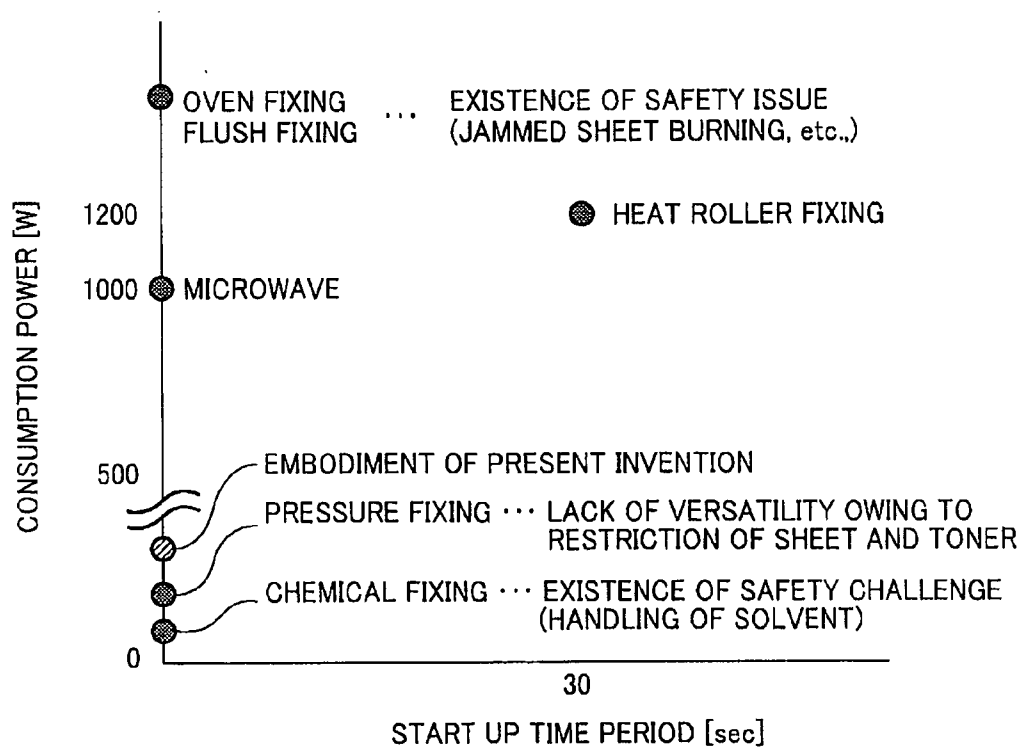 OVEN FIXING ... EXISTENCE OF SAFETY ISSUE
FLUSH FIXING (JAMMED SHEET BURNING, etc.,)
CONSUMPTION POWER [W]
1200
HEAT ROLLER FIXING
1000
MICROWAVE
500
EMBODIMENT OF PRESENT INVENTION
PRESSURE FIXING ... LACK OF VERSATILITY OWING TO
RESTRICTION OF SHEET AND TONER
CHEMICAL FIXING ... EXISTENCE OF SAFETY CHALLENGE
(HANDLING OF SOLVENT)
0
30
START UP TIME PERIOD [sec]